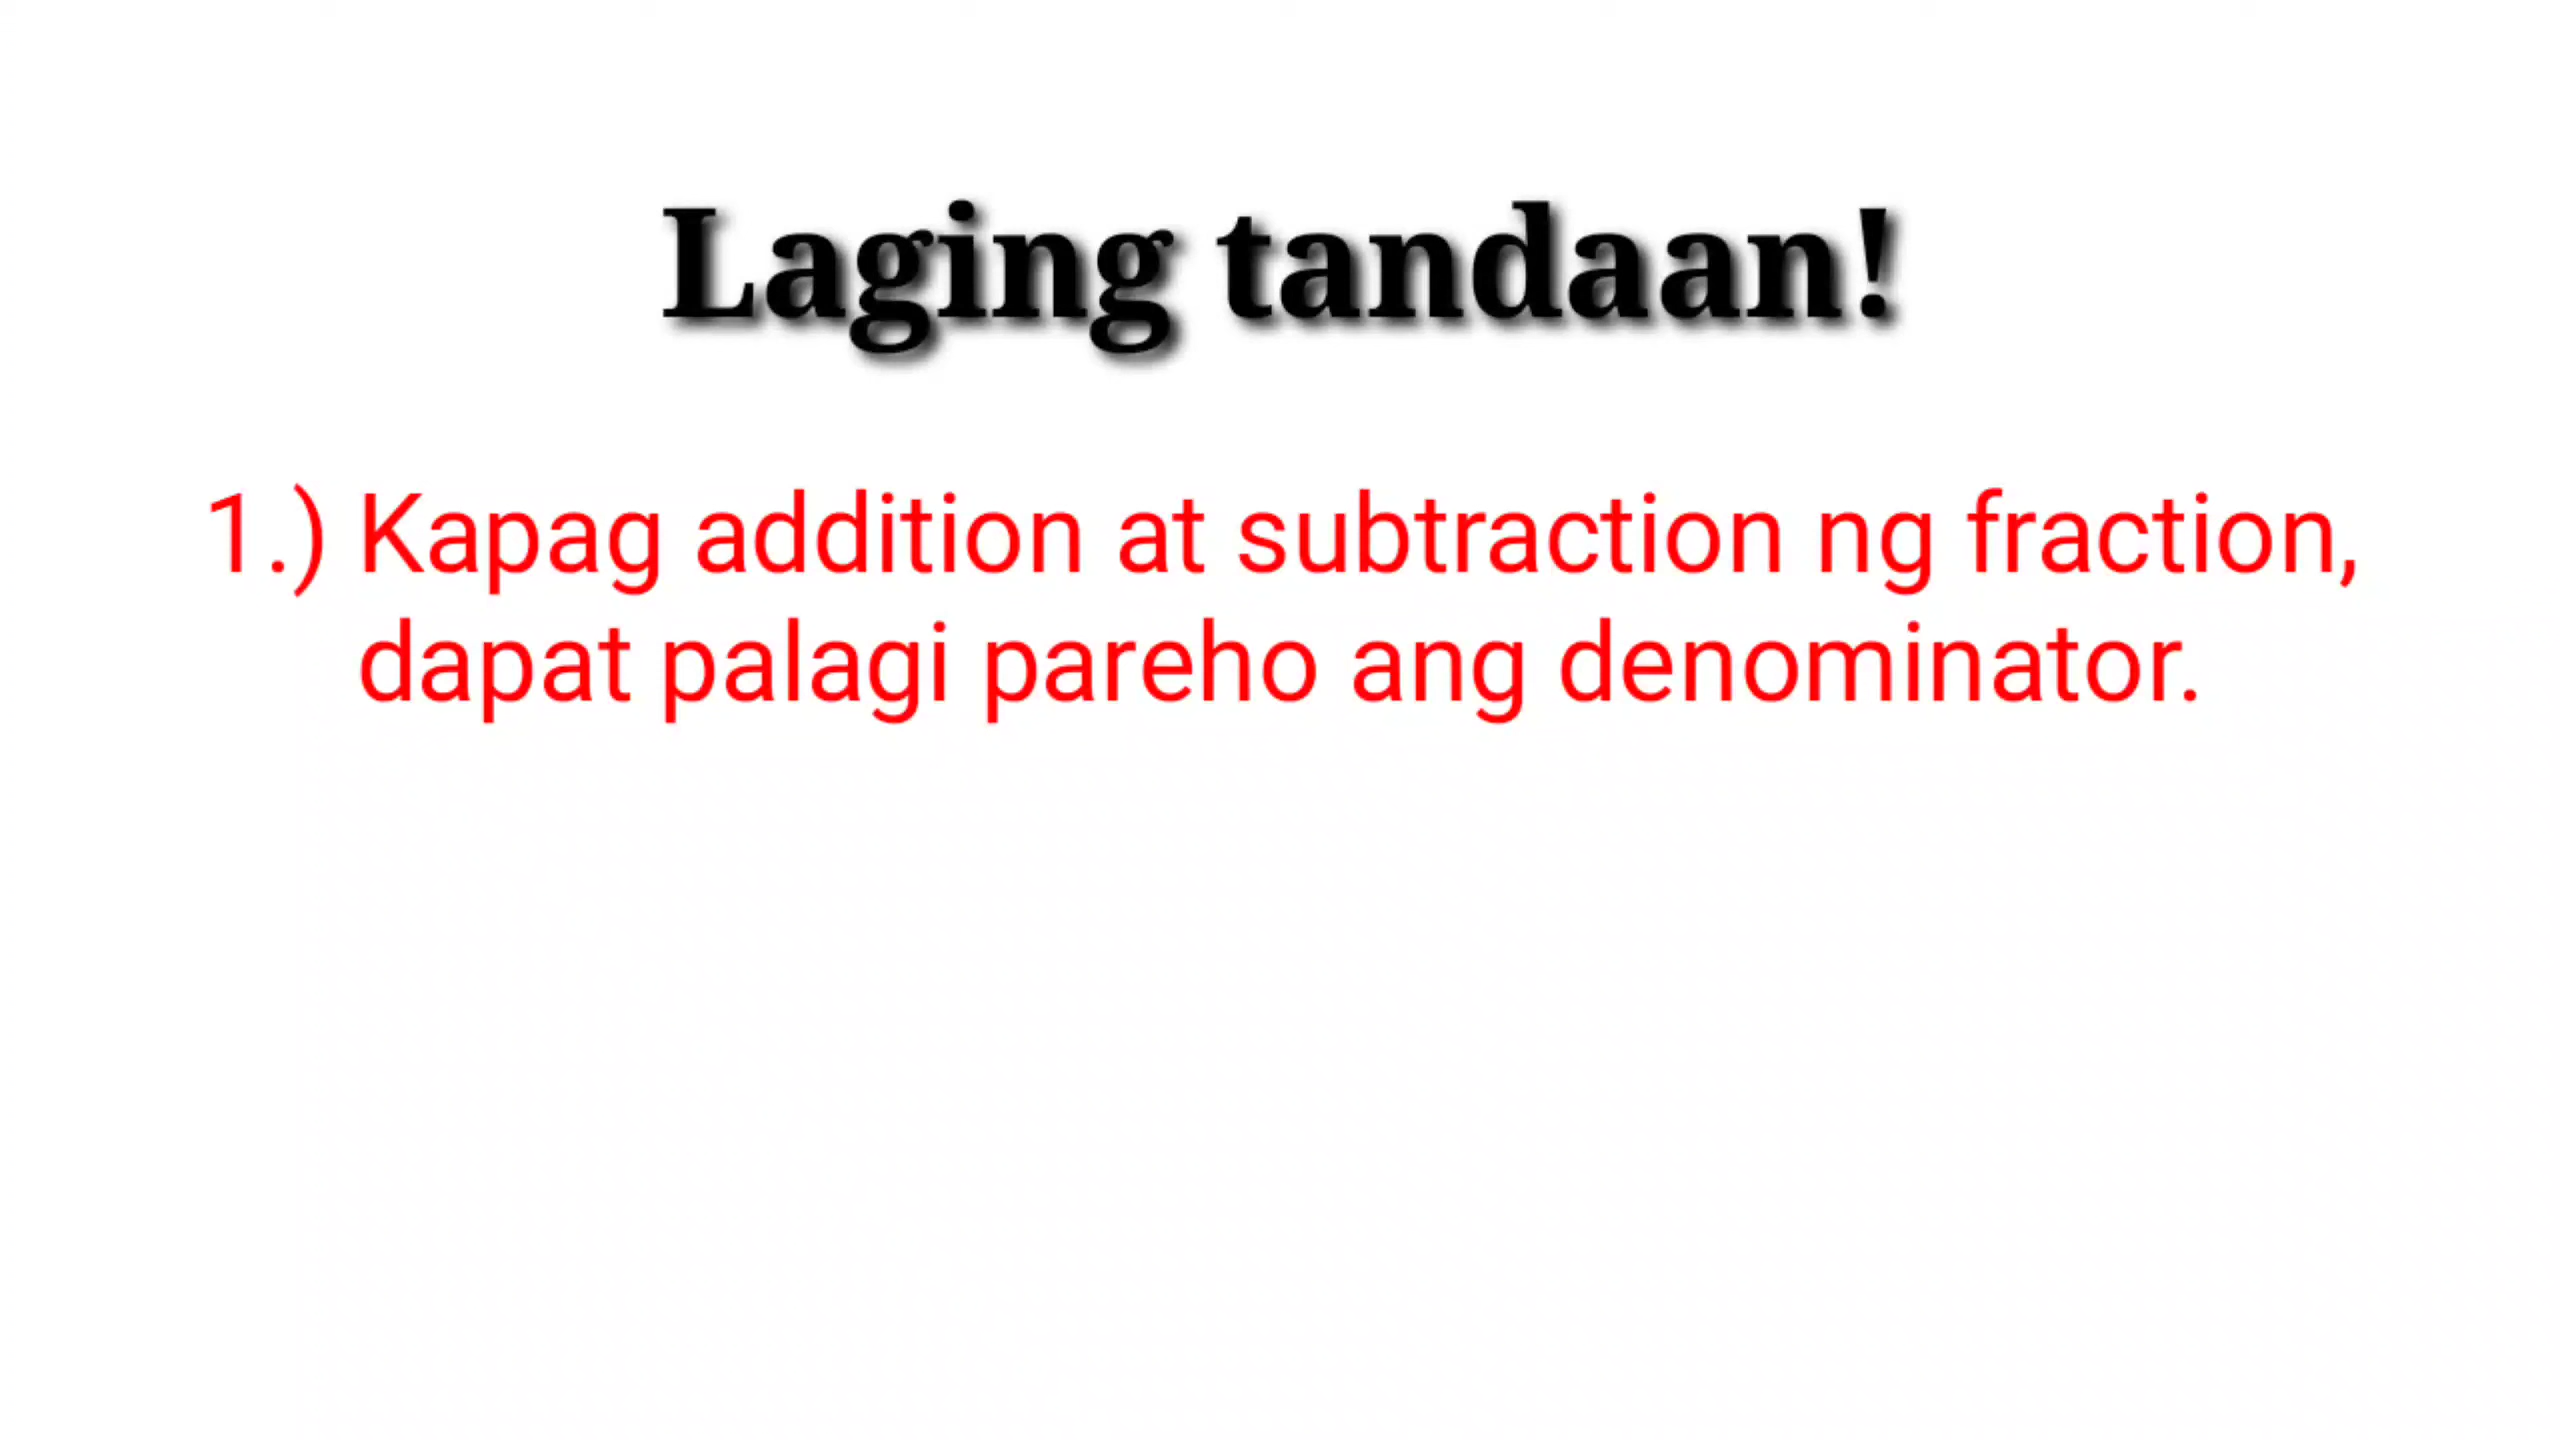 Laging tandaan!
1.) Kapag addition at subtraction ng fraction,
dapat palagi pareho ang denominator.